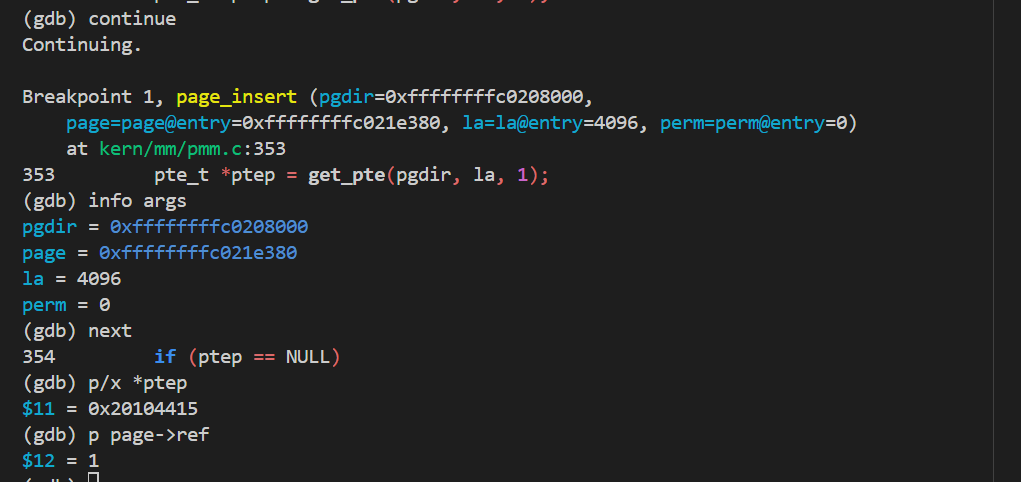 (gdb) continue
Continuing.
Breakpoint 1, page_insert (pgdir=0xffffffffc0208000,
page=page@entry=0xffffffffc021e380, la=la@entry=4096, perm=perm@entry=0)
at kern/mm/pmm.c:353
353 pte_t *ptep = get_pte(pgdir, la, 1);
(gdb) info args
pgdir = 0xffffffffc0208000
page = 0xffffffffc021e380
la = 4096
perm = 0
(gdb) next
354 if (ptep == NULL)
(gdb) p/x *ptep
$11 = 0x20104415
(gdb) p page->ref
$12 = 1